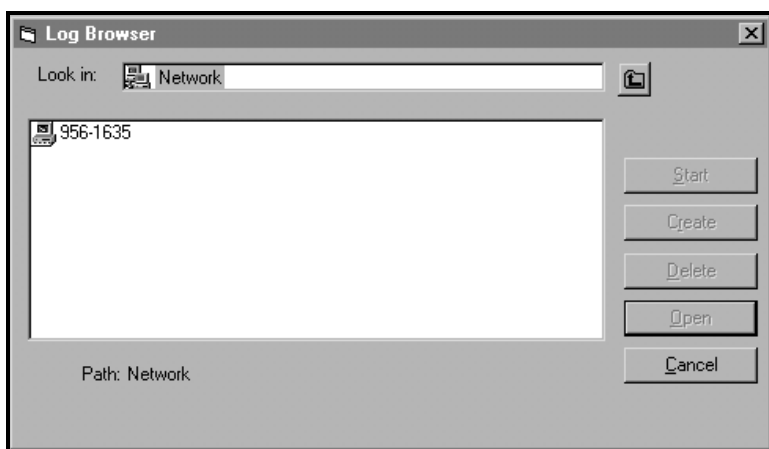 Log Browser
Look in: Network
956-1635
Start
Create
Delete
Open
Cancel
Path: Network